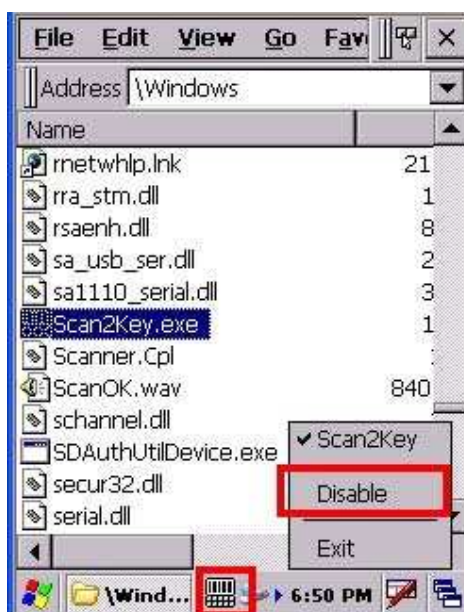 File Edit View Go Fav
Address \Windows
Name
rnetwhlp.lnk 21
rra_stm.dll 1
rsaenh.dll 8
sa_usb_ser.dll 2
sa1110_serial.dll 3
Scan2Key.exe 1
Scanner.Cpl
ScanOK.wav 840
schannel.dll
SDAuthUtilDevice.exe
secur32.dll
serial.dll
Scan2Key
Disable
Exit
\Wind... 6:50 PM